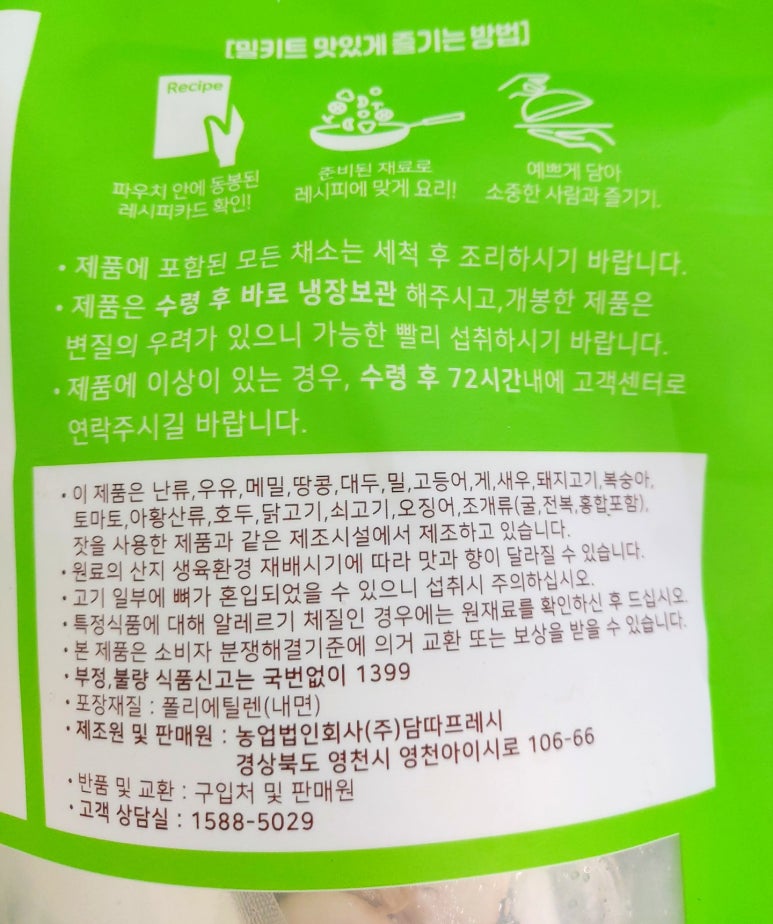 [밀키트 맛있게 즐기는 방법]
Recipe
파우치 안에 동봉된
레시피카드 확인!
준비된 재료로
레시피에 맞게 요리!
예쁘게 담아
소중한 사람과 즐기기.
• 제품에 포함된 모든 채소는 세척 후 조리하시기 바랍니다.
• 제품은 수령 후 바로 냉장보관 해주시고,개봉한 제품은
변질의 우려가 있으니 가능한 빨리 섭취하시기 바랍니다.
• 제품에 이상이 있는 경우, 수령 후 72시간내에 고객센터로
연락주시길 바랍니다.
• 이 제품은 난류,우유,메밀,땅콩,대두,밀,고등어,게,새우,돼지고기,복숭아,
토마토,아황산류,호두,닭고기,쇠고기,오징어,조개류(굴,전복,홍합포함),
잣을 사용한 제품과 같은 제조시설에서 제조하고 있습니다.
• 원료의 산지 생육환경 재배시기에 따라 맛과 향이 달라질 수 있습니다.
• 고기 일부에 뼈가 혼입되었을 수 있으니 섭취시 주의하십시오.
• 특정식품에 대해 알레르기 체질인 경우에는 원재료를 확인하신 후 드십시오.
• 본 제품은 소비자 분쟁해결기준에 의거 교환 또는 보상을 받을 수 있습니다.
• 부정,불량 식품신고는 국번없이 1399
• 포장재질 : 폴리에틸렌(내면)
• 제조원 및 판매원 : 농업법인회사(주)담따프레시
경상북도 영천시 영천아이시로 106-66
• 반품 및 교환 : 구입처 및 판매원
• 고객 상담실 : 1588-5029